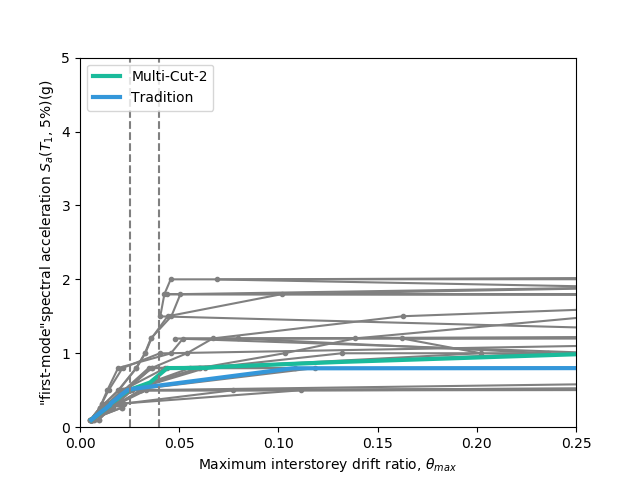 Multi-Cut-2
Tradition
"first-mode"spectral acceleration Sₐ(T₁, 5%)(g)
5
4
3
2
1
0
0.00 0.05 0.10 0.15 0.20 0.25
Maximum interstorey drift ratio, θₘₐₓ